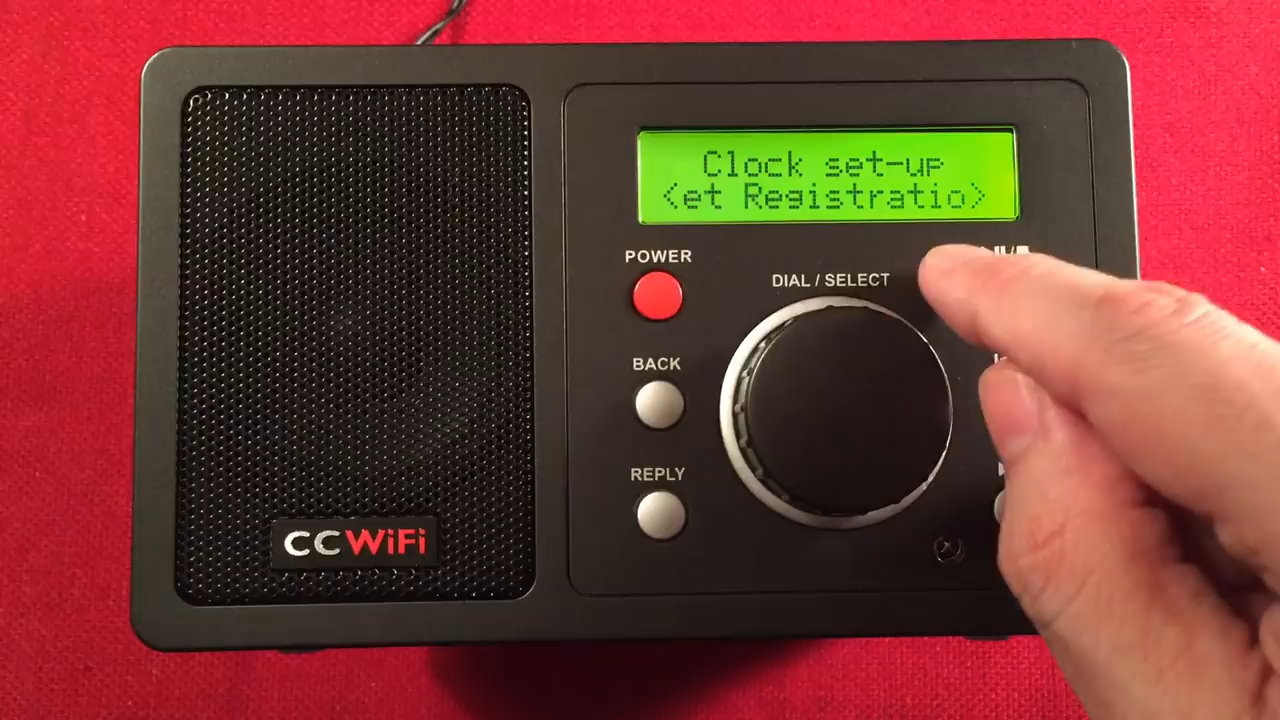 Clock set-up
<et Registratio>
POWER
DIAL / SELECT
BACK
REPLY
CCWiFi